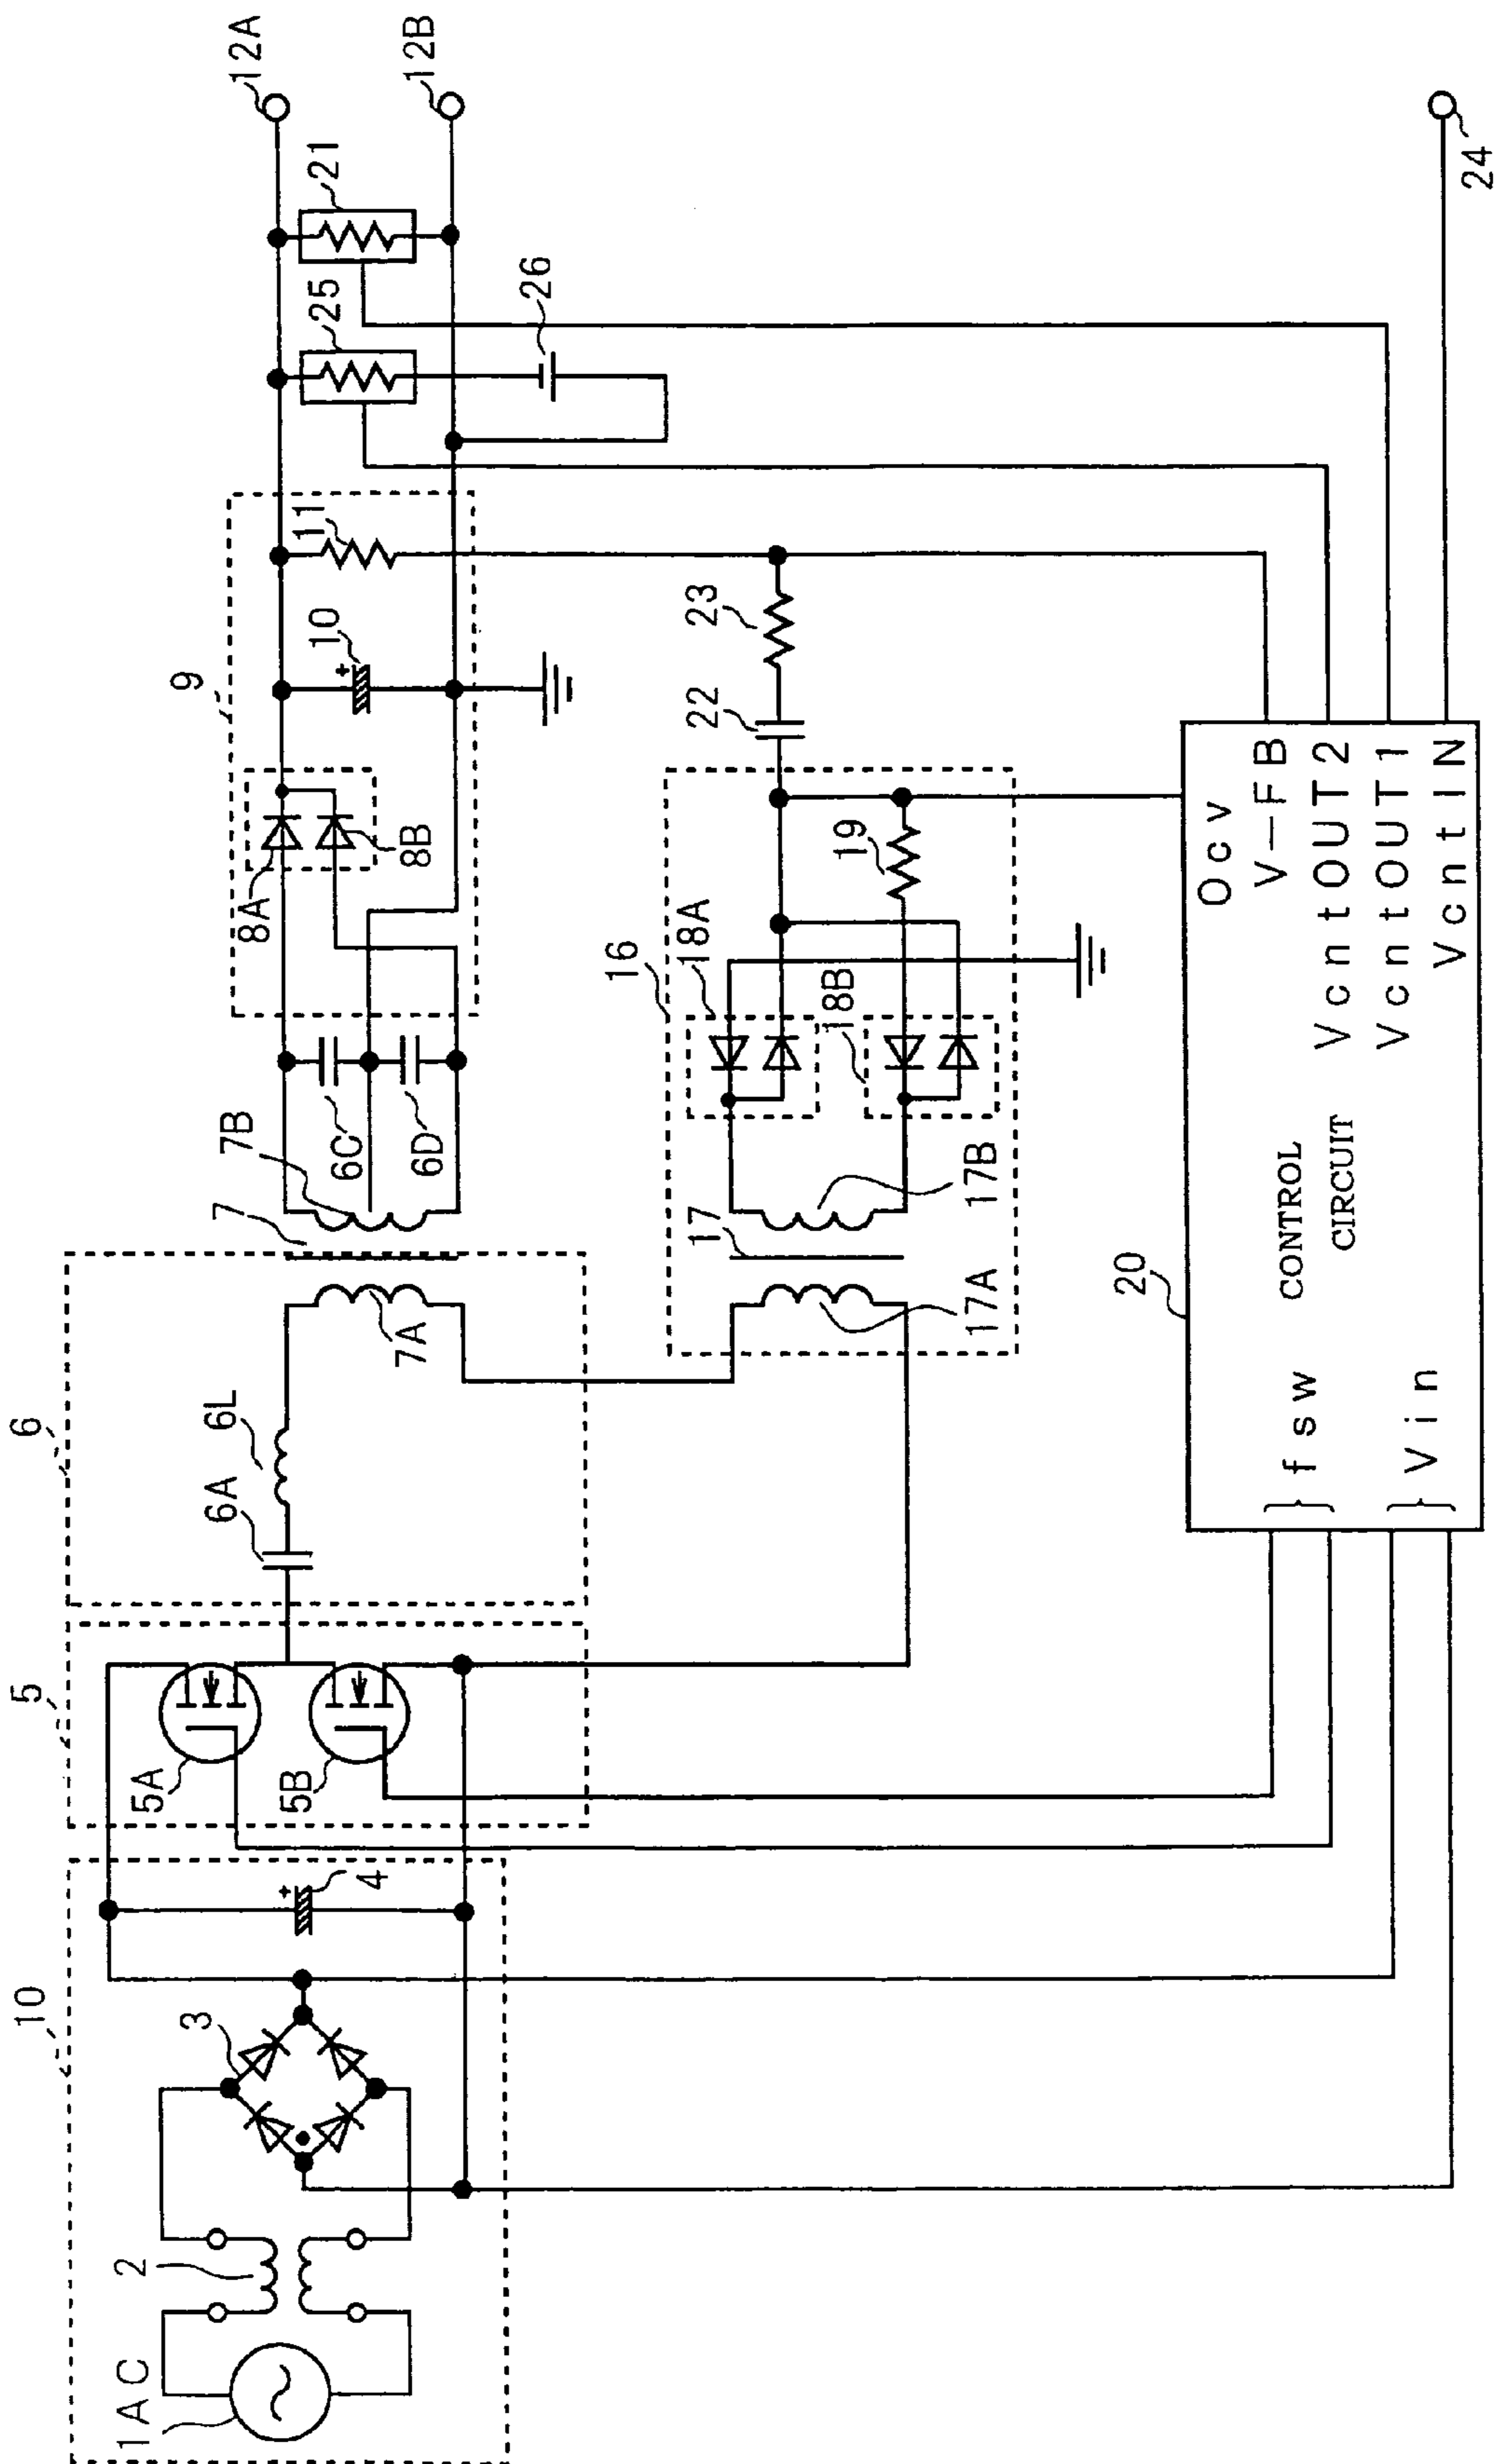 10
5
6
9
1 AC
2
3
4
5A
5B
6A
6L
7
7A
7B
6C
6D
8A
8B
10
11
25
21
26
12A
12B
16
17
17A
17B
18A
18B
19
22
23
24
20
fsw
Vin
CONTROL
CIRCUIT
Ocv
V-FB
VcntOUT2
VcntOUT1
VcntIN
+
+